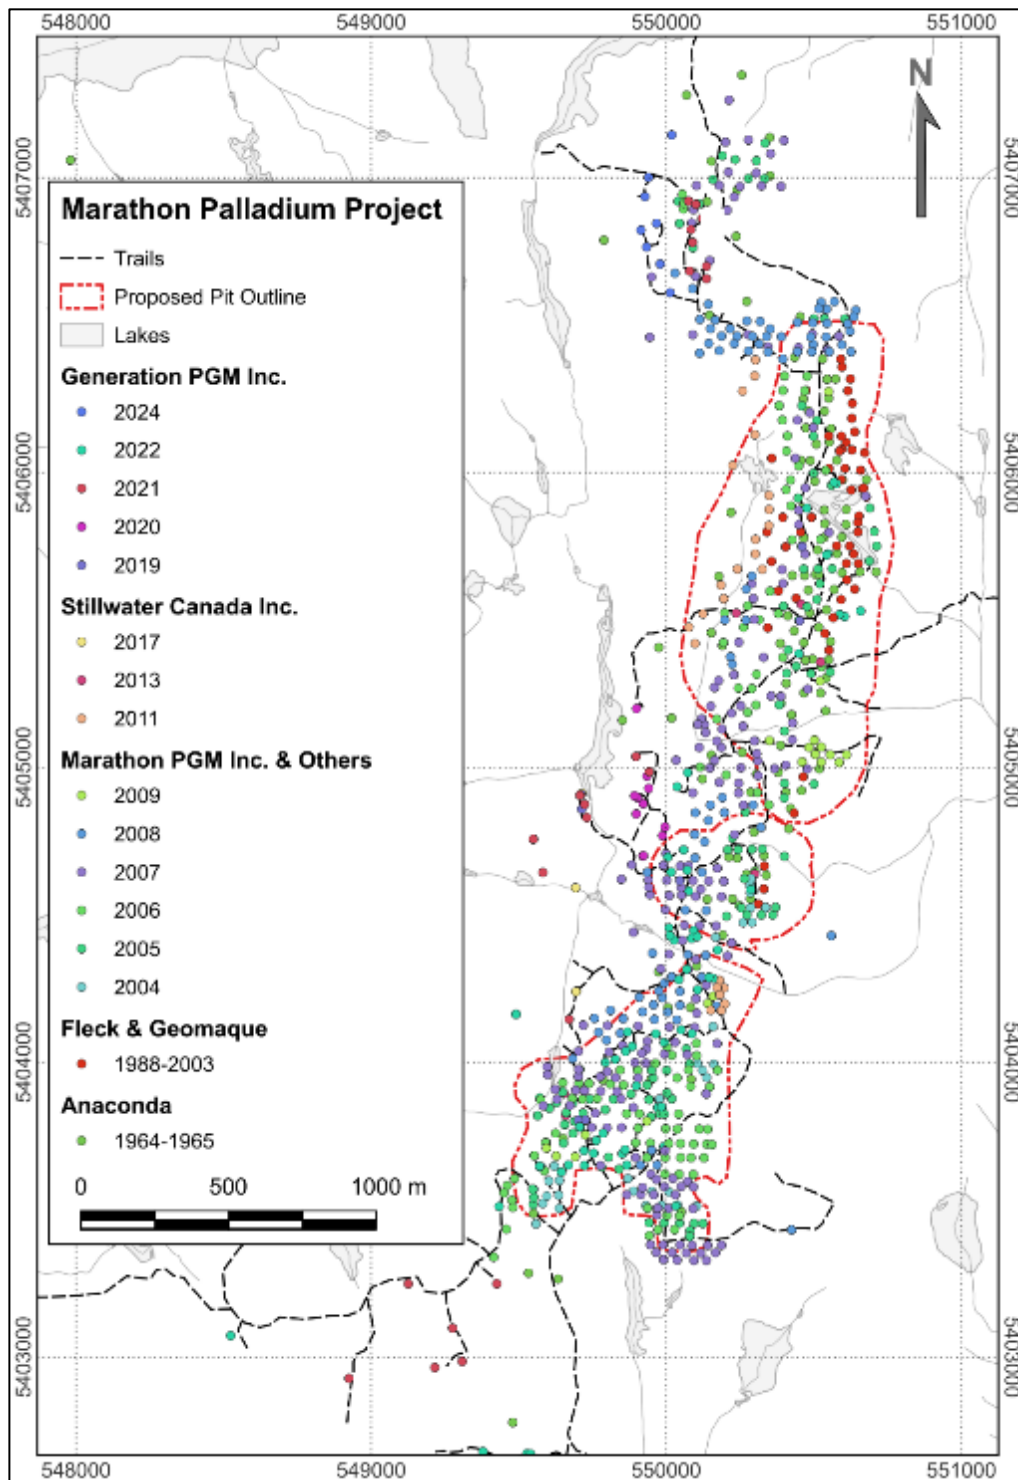 548000 549000 550000 551000
N
5407000 5407000
Marathon Palladium Project
Trails
Proposed Pit Outline
Lakes
Generation PGM Inc.
2024
2022
2021
2020
2019
5406000 5406000
Stillwater Canada Inc.
2017
2013
2011
Marathon PGM Inc. & Others
2009
2008
2007
2006
2005
2004
5405000 5405000
Fleck & Geomaque
1988-2003
Anaconda
1964-1965
5404000 5404000
0 500 1000 m
5403000 5403000
548000 549000 550000 551000